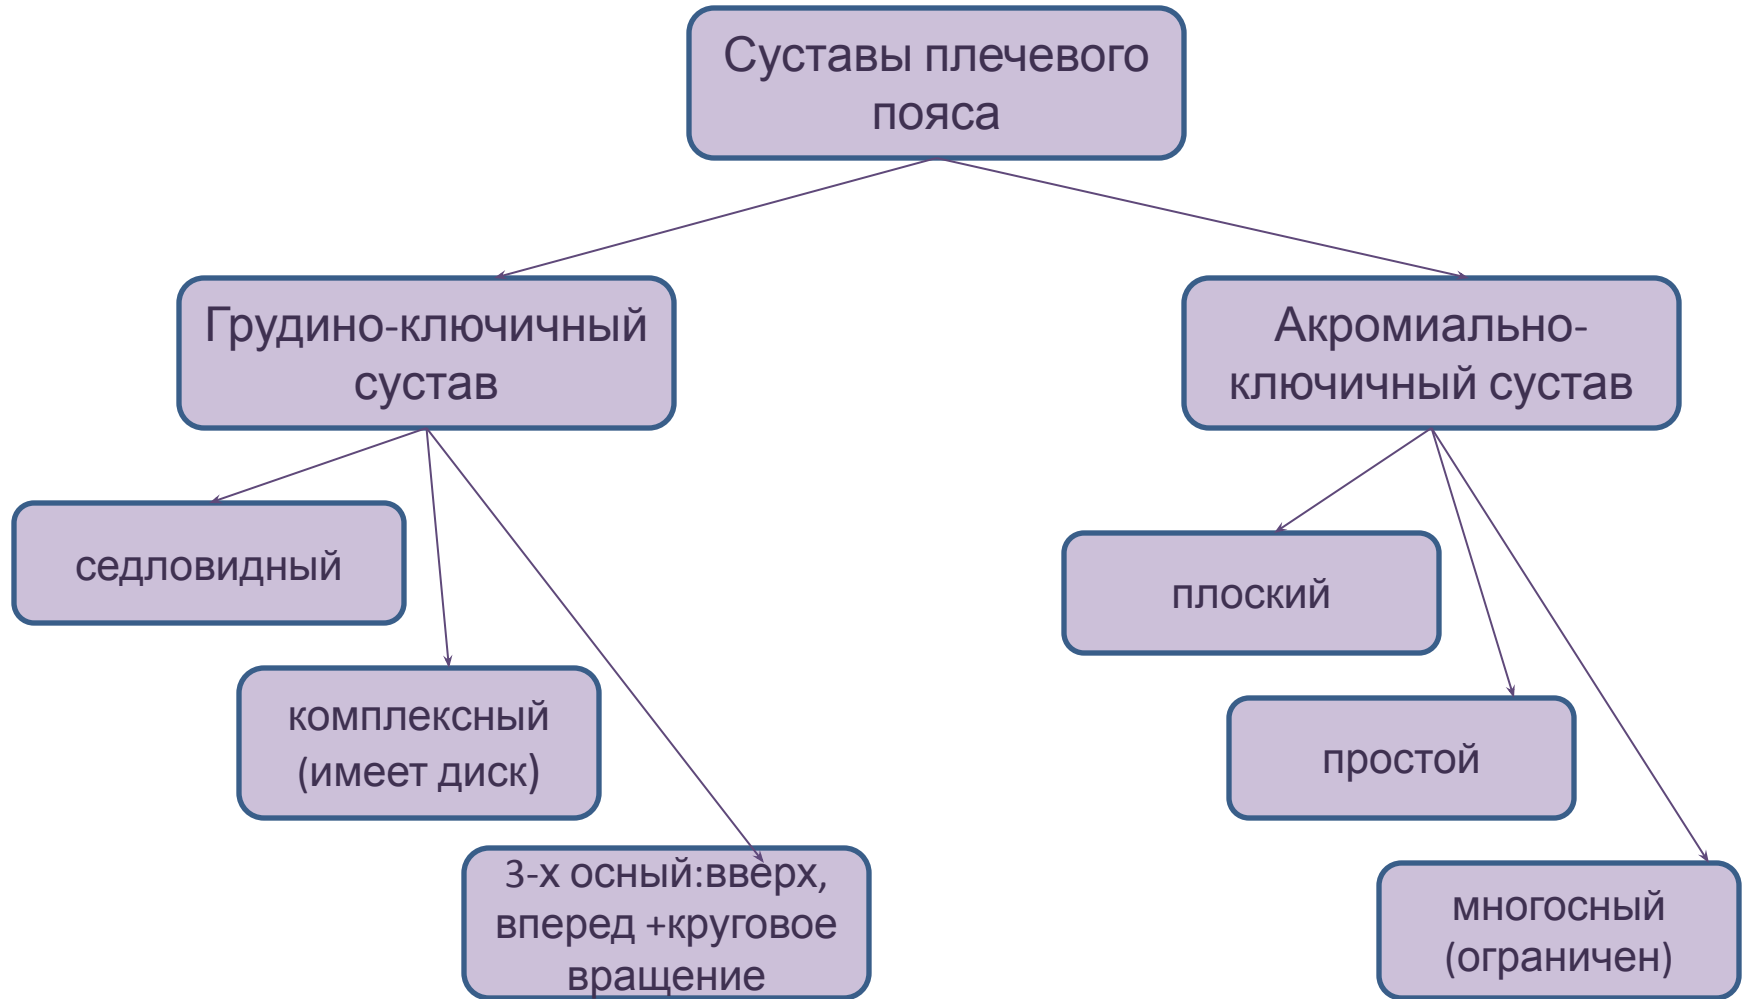 Суставы плечевого
пояса
Грудино-ключичный
сустав
Акромиально-
ключичный сустав
седловидный
комплексный
(имеет диск)
3-х осный:вверх,
вперед +круговое
вращение
плоский
простой
многосный
(ограничен)